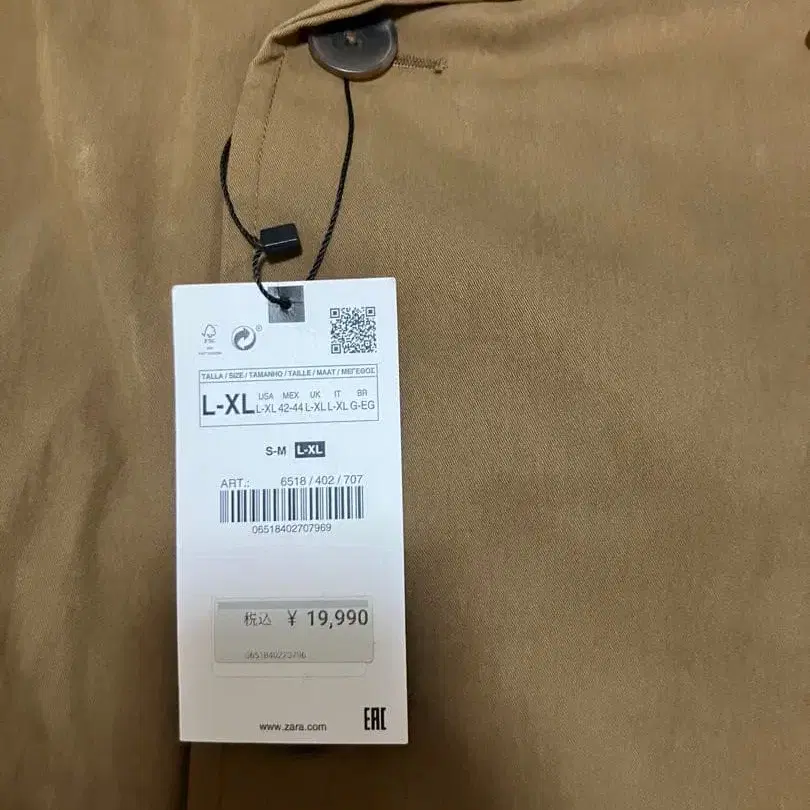 FSC
TALLA / SIZE / TAMANHO / TAILLE / MAAT / ΜΕΓΕΘΟΣ
L-XL
USA MEX UK IT BR
L-XL 42-44 L-XL L-XL G-EG
S-M L-XL
ART.: 6518 / 402 / 707
06518402707969
税込 ¥ 19,990
www.zara.com
EAC